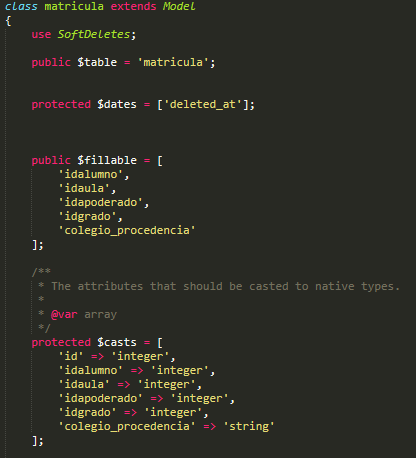 class matricula extends Model
{
    use SoftDeletes;
    public $table = 'matricula';
    protected $dates = ['deleted_at'];
    public $fillable = [
        'idalumno',
        'idaula',
        'idapoderado',
        'idgrado',
        'colegio_procedencia'
    ];
    /**
     * The attributes that should be casted to native types.
     *
     * @var array
     */
    protected $casts = [
        'id' => 'integer',
        'idalumno' => 'integer',
        'idaula' => 'integer',
        'idapoderado' => 'integer',
        'idgrado' => 'integer',
        'colegio_procedencia' => 'string'
    ];